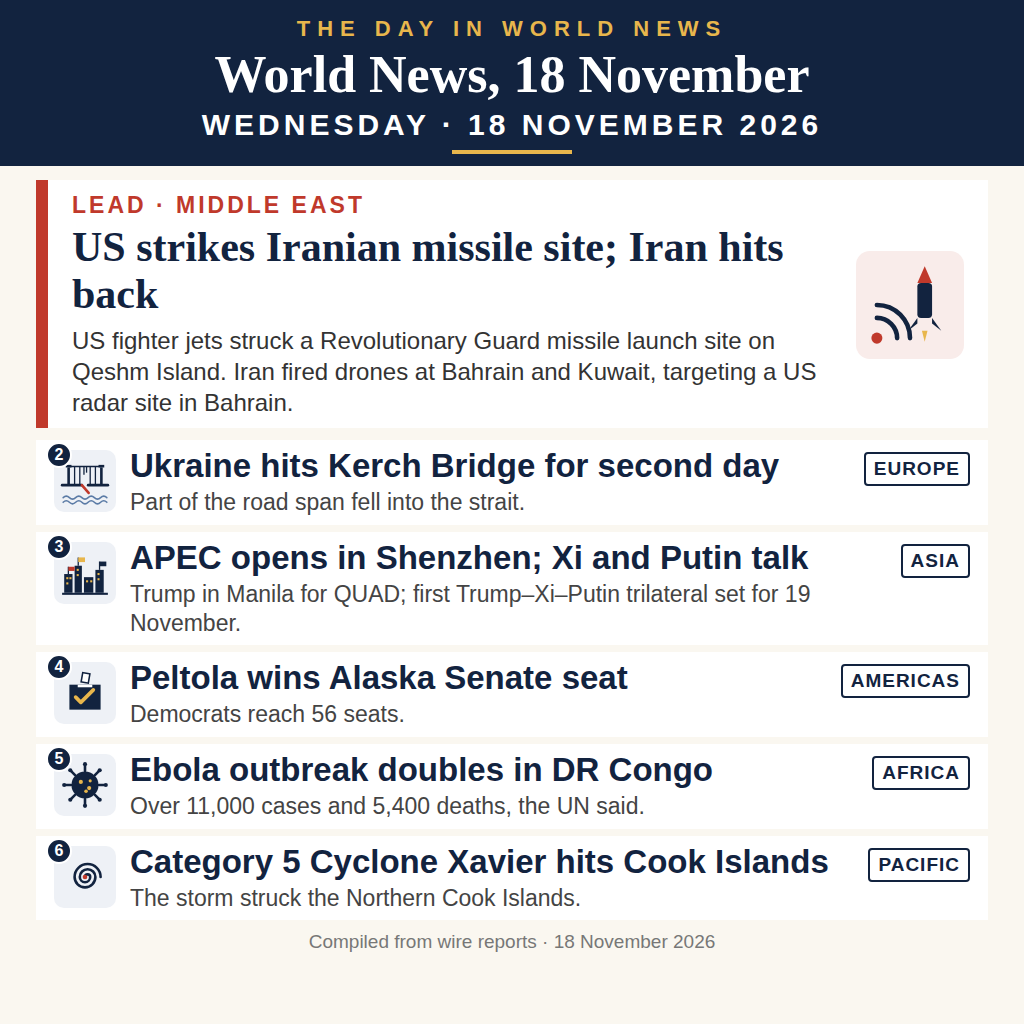 THE DAY IN WORLD NEWS
World News, 18 November
WEDNESDAY · 18 NOVEMBER 2026
LEAD · MIDDLE EAST
US strikes Iranian missile site; Iran hits
back
US fighter jets struck a Revolutionary Guard missile launch site on
Qeshm Island. Iran fired drones at Bahrain and Kuwait, targeting a US
radar site in Bahrain.
2
Ukraine hits Kerch Bridge for second day
EUROPE
Part of the road span fell into the strait.
3
APEC opens in Shenzhen; Xi and Putin talk
ASIA
Trump in Manila for QUAD; first Trump–Xi–Putin trilateral set for 19
November.
4
Peltola wins Alaska Senate seat
AMERICAS
Democrats reach 56 seats.
5
Ebola outbreak doubles in DR Congo
AFRICA
Over 11,000 cases and 5,400 deaths, the UN said.
6
Category 5 Cyclone Xavier hits Cook Islands
PACIFIC
The storm struck the Northern Cook Islands.
Compiled from wire reports · 18 November 2026